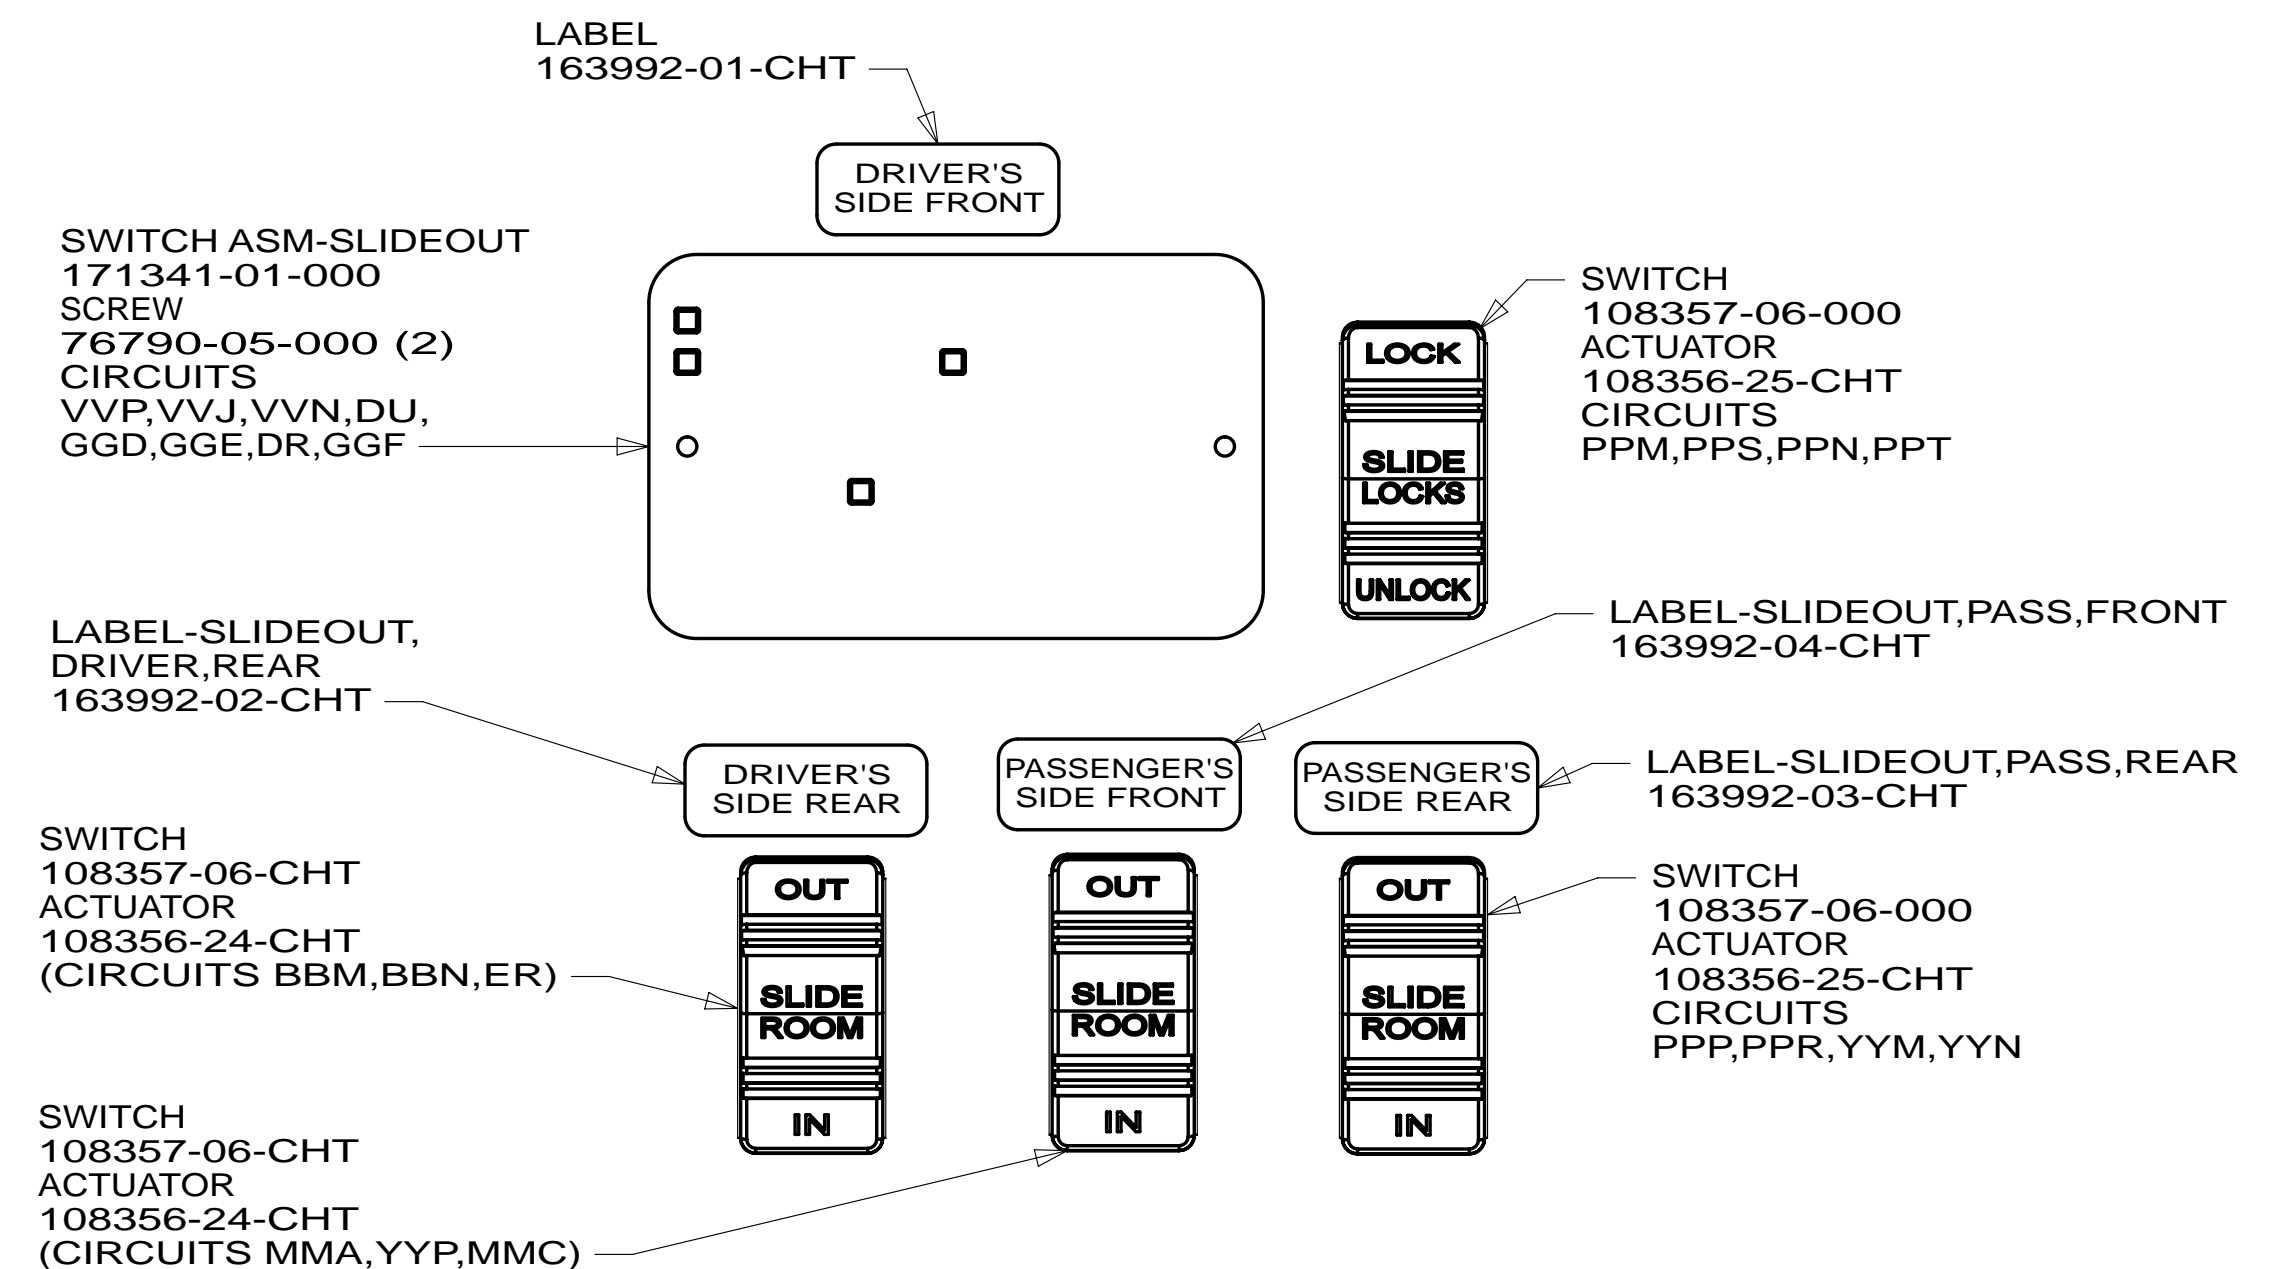 LABEL
163992-01-CHT
DRIVER'S
SIDE FRONT
SWITCH ASM-SLIDEOUT
171341-01-000
SCREW
76790-05-000 (2)
CIRCUITS
VVP,VVJ,VVN,DU,
GGD,GGE,DR,GGF
LOCK
SLIDE
LOCKS
UNLOCK
SWITCH
108357-06-000
ACTUATOR
108356-25-CHT
CIRCUITS
PPM,PPS,PPN,PPT
LABEL-SLIDEOUT,PASS,FRONT
163992-04-CHT
LABEL-SLIDEOUT,
DRIVER,REAR
163992-02-CHT
DRIVER'S
SIDE REAR
PASSENGER'S
SIDE FRONT
PASSENGER'S
SIDE REAR
LABEL-SLIDEOUT,PASS,REAR
163992-03-CHT
SWITCH
108357-06-CHT
ACTUATOR
108356-24-CHT
(CIRCUITS BBM,BBN,ER)
OUT
SLIDE
ROOM
IN
OUT
SLIDE
ROOM
IN
OUT
SLIDE
ROOM
IN
SWITCH
108357-06-000
ACTUATOR
108356-25-CHT
CIRCUITS
PPP,PPR,YYM,YYN
SWITCH
108357-06-CHT
ACTUATOR
108356-24-CHT
(CIRCUITS MMA,YYP,MMC)